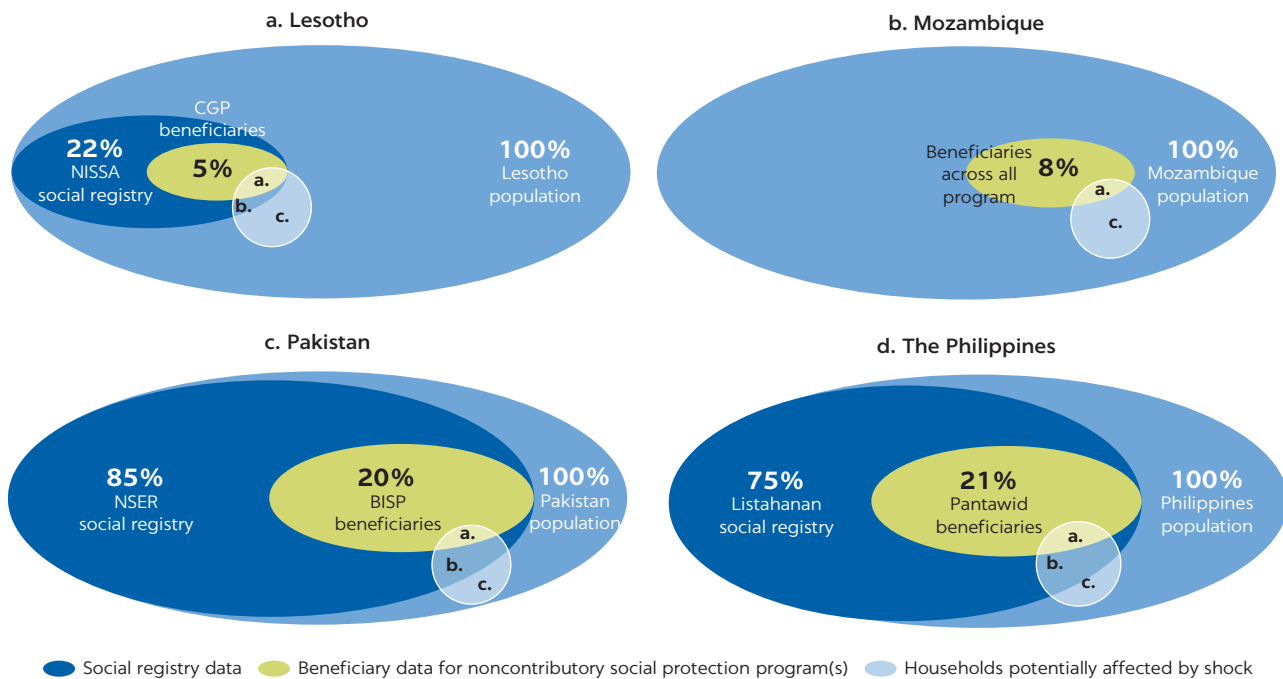 a. Lesotho
CGP
beneficiaries
22%
NISSA
social registry
5%
a.
b.
c.
100%
Lesotho
population
b. Mozambique
Beneficiaries
across all
program
8%
a.
c.
100%
Mozambique
population
c. Pakistan
85%
NSER
social registry
20%
BISP
beneficiaries
a.
b.
c.
100%
Pakistan
population
d. The Philippines
75%
Listahanan
social registry
21%
Pantawid
beneficiaries
a.
b.
c.
100%
Philippines
population
Social registry data
Beneficiary data for noncontributory social protection program(s)
Households potentially affected by shock